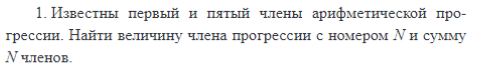 1. Известны первый и пятый члены арифметической про-
грессии. Найти величину члена прогрессии с номером N и сумму
N членов.